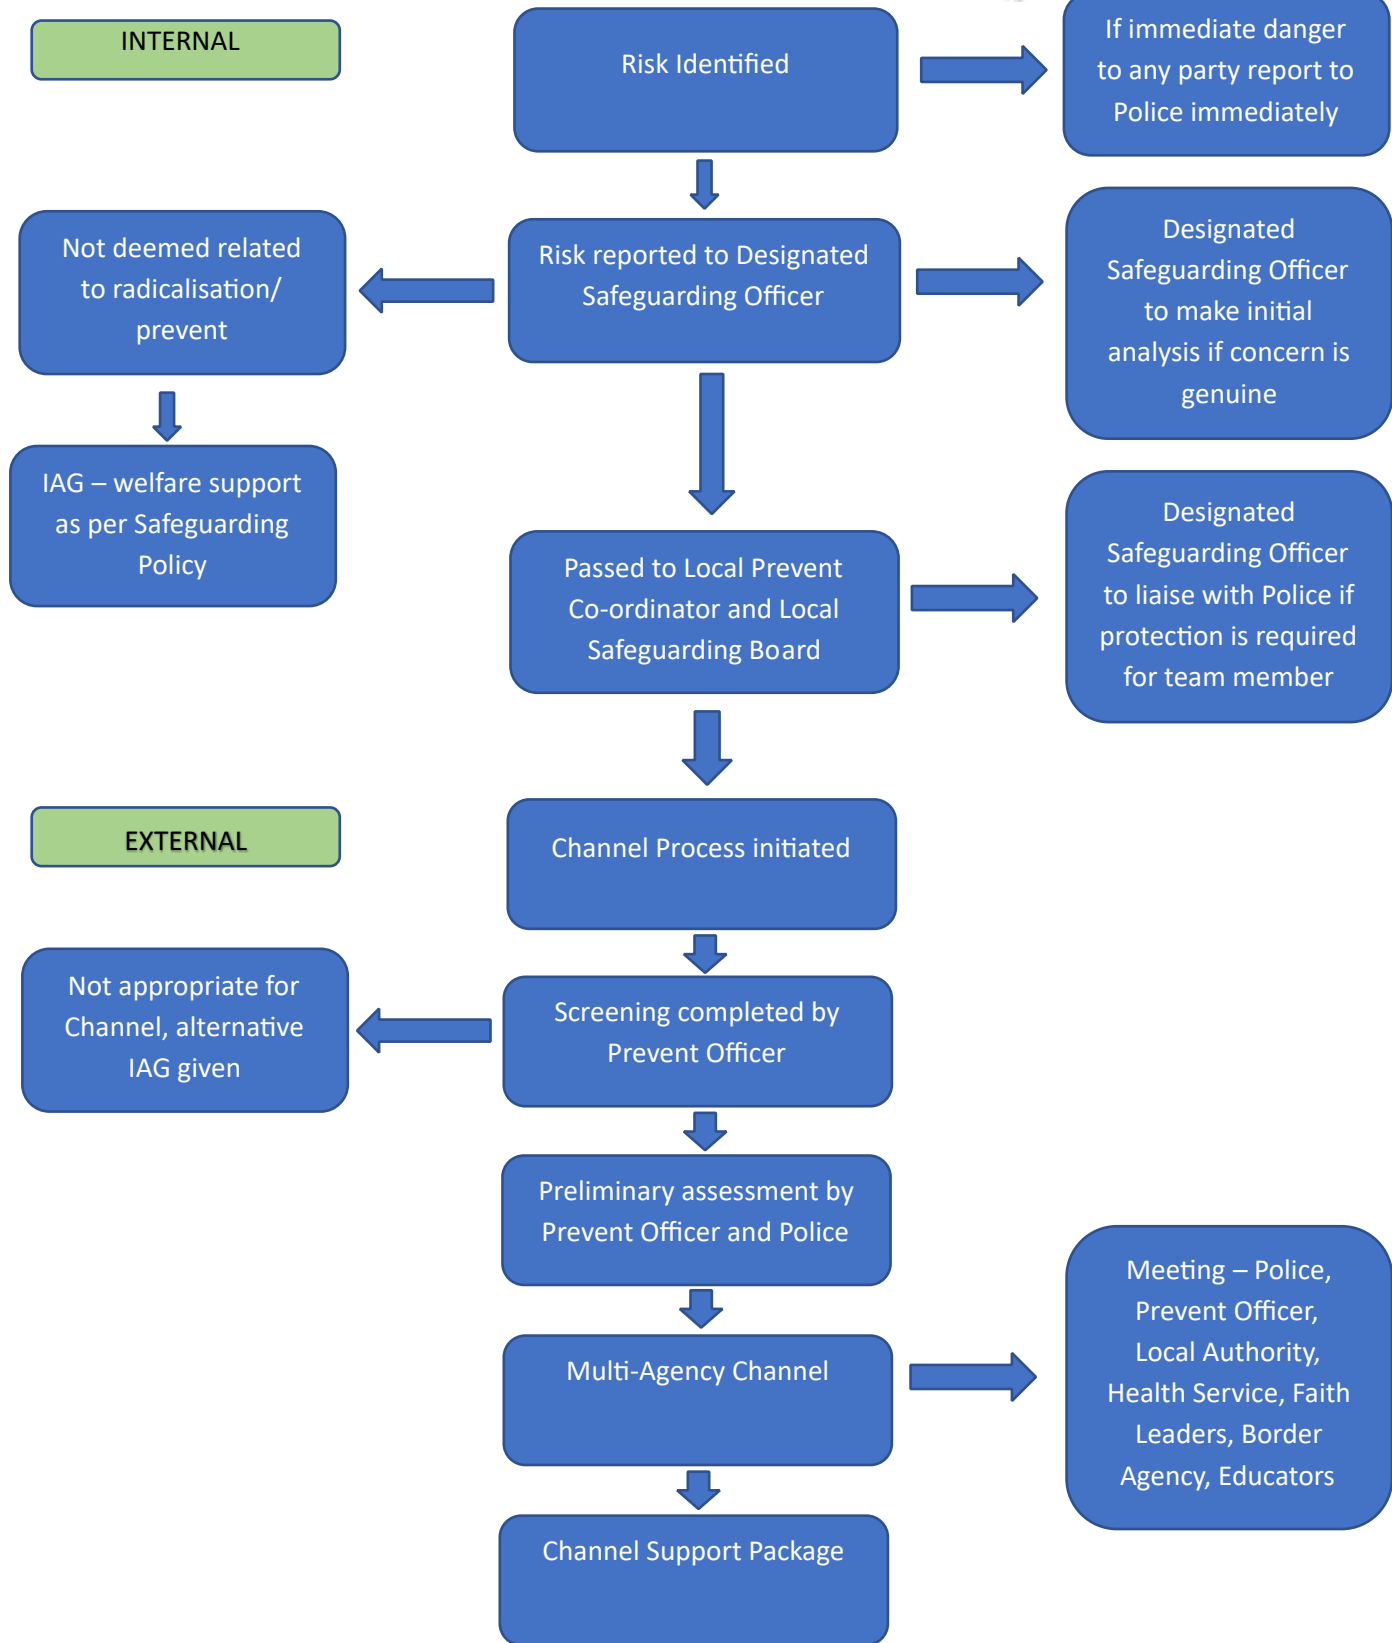 INTERNAL
Risk Identified
If immediate danger
to any party report to
Police immediately
Not deemed related
to radicalisation/
prevent
Risk reported to Designated
Safeguarding Officer
Designated
Safeguarding Officer
to make initial
analysis if concern is
genuine
IAG – welfare support
as per Safeguarding
Policy
Passed to Local Prevent
Co-ordinator and Local
Safeguarding Board
Designated
Safeguarding Officer
to liaise with Police if
protection is required
for team member
EXTERNAL
Channel Process initiated
Not appropriate for
Channel, alternative
IAG given
Screening completed by
Prevent Officer
Preliminary assessment by
Prevent Officer and Police
Multi-Agency Channel
Meeting – Police,
Prevent Officer,
Local Authority,
Health Service, Faith
Leaders, Border
Agency, Educators
Channel Support Package